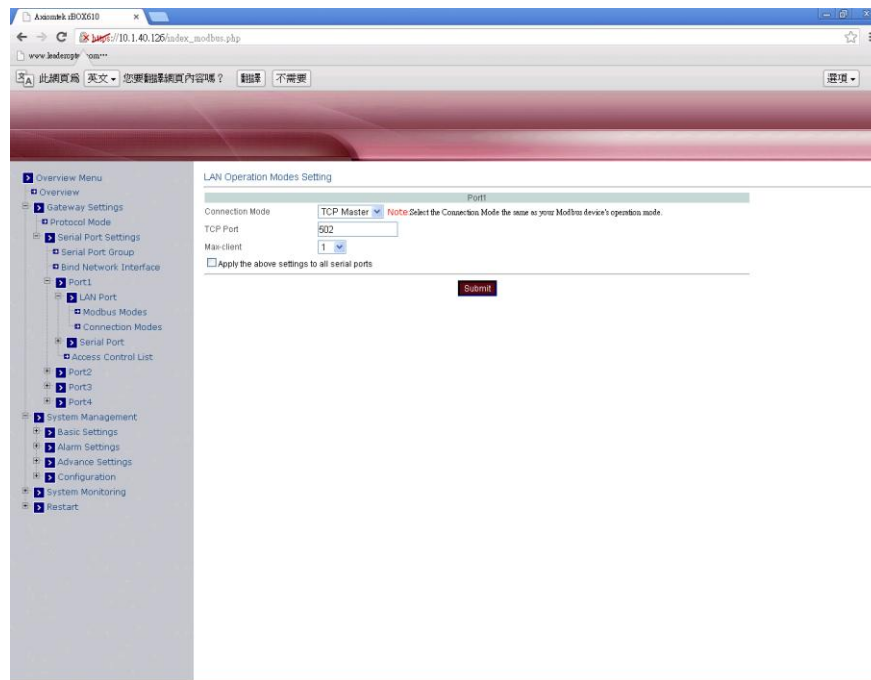 Axiomtek iBOX610
https://10.1.40.126/index_modbus.php
此網頁為 英文 您要翻譯網頁內容嗎？ 翻譯 不需要 選項
Overview Menu
Overview
Gateway Settings
Protocol Mode
Serial Port Settings
Serial Port Group
Bind Network Interface
Port1
LAN Port
Modbus Modes
Connection Modes
Serial Port
Access Control List
Port2
Port3
Port4
System Management
Basic Settings
Alarm Settings
Advance Settings
Configuration
System Monitoring
Restart
LAN Operation Modes Setting
Port1
Connection Mode TCP Master Note:Select the Connection Mode the same as your Modbus device's operation mode.
TCP Port 502
Max-client 1
Apply the above settings to all serial ports
Submit